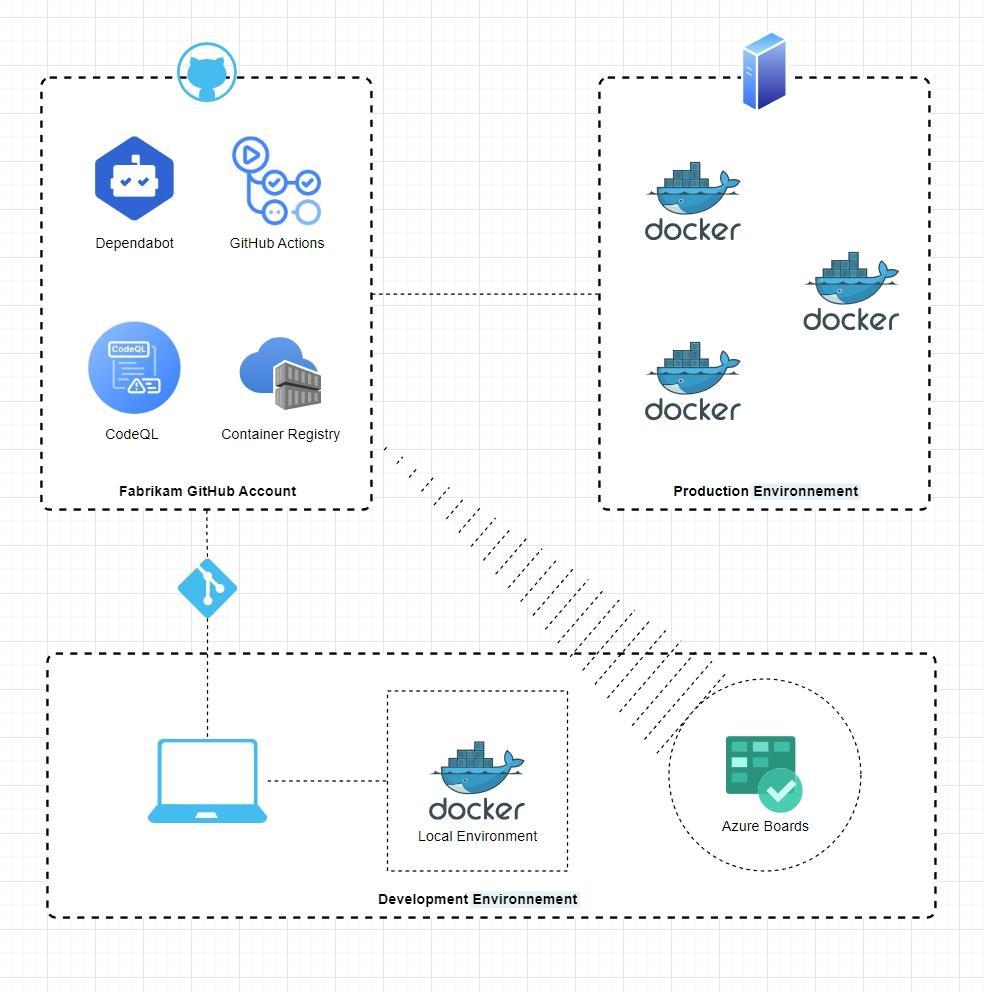 Dependabot
GitHub Actions
CodeQL
CodeQL
Container Registry
Fabrikam GitHub Account
docker
docker
docker
Production Environnement
docker
Local Environment
Azure Boards
Development Environnement